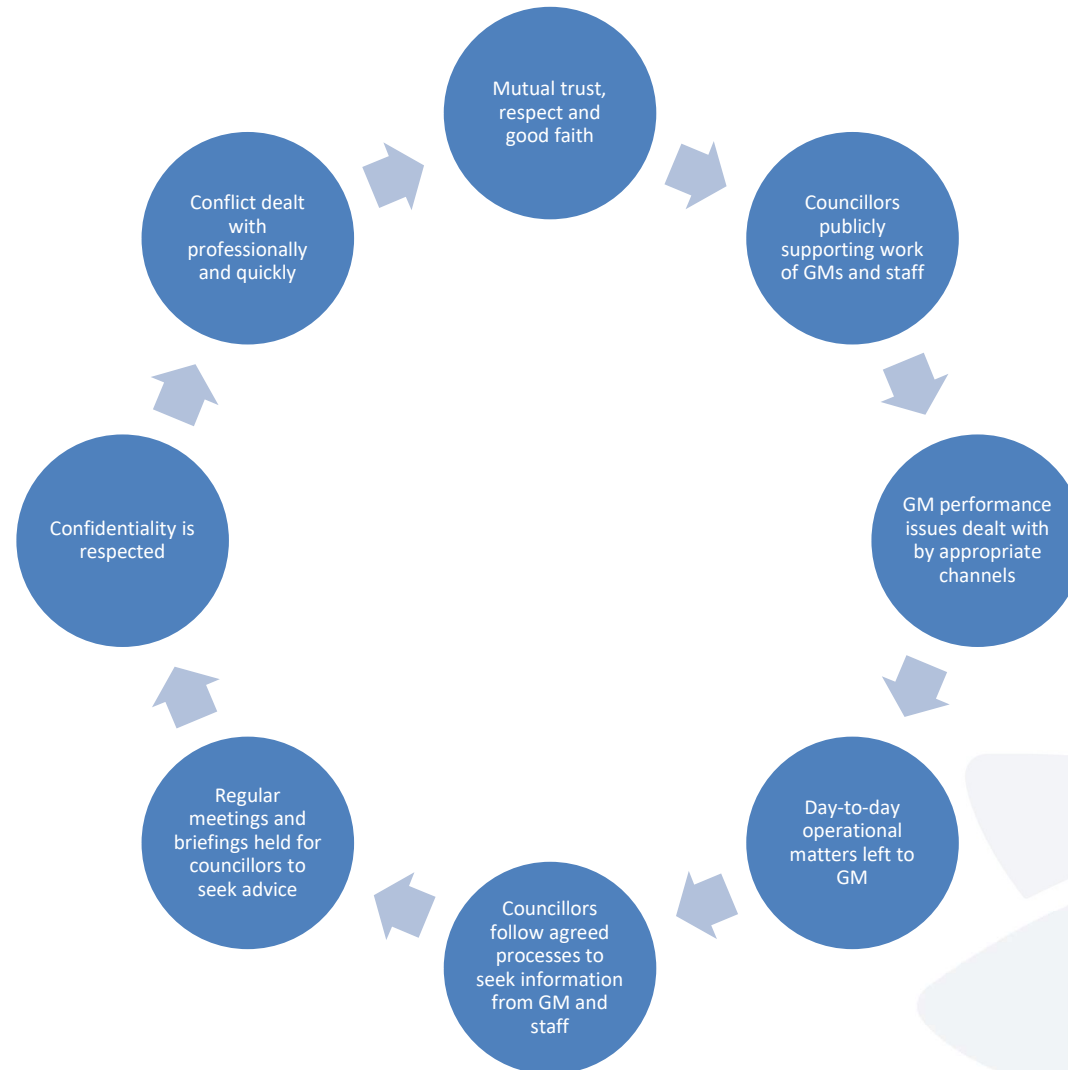 Mutual trust,
respect and
good faith
Councillors
publicly
supporting work
of GMs and staff
GM performance
issues dealt with
by appropriate
channels
Day-to-day
operational
matters left to
GM
Councillors
follow agreed
processes to
seek information
from GM and
staff
Regular
meetings and
briefings held for
councillors to
seek advice
Confidentiality is
respected
Conflict dealt
with
professionally
and quickly